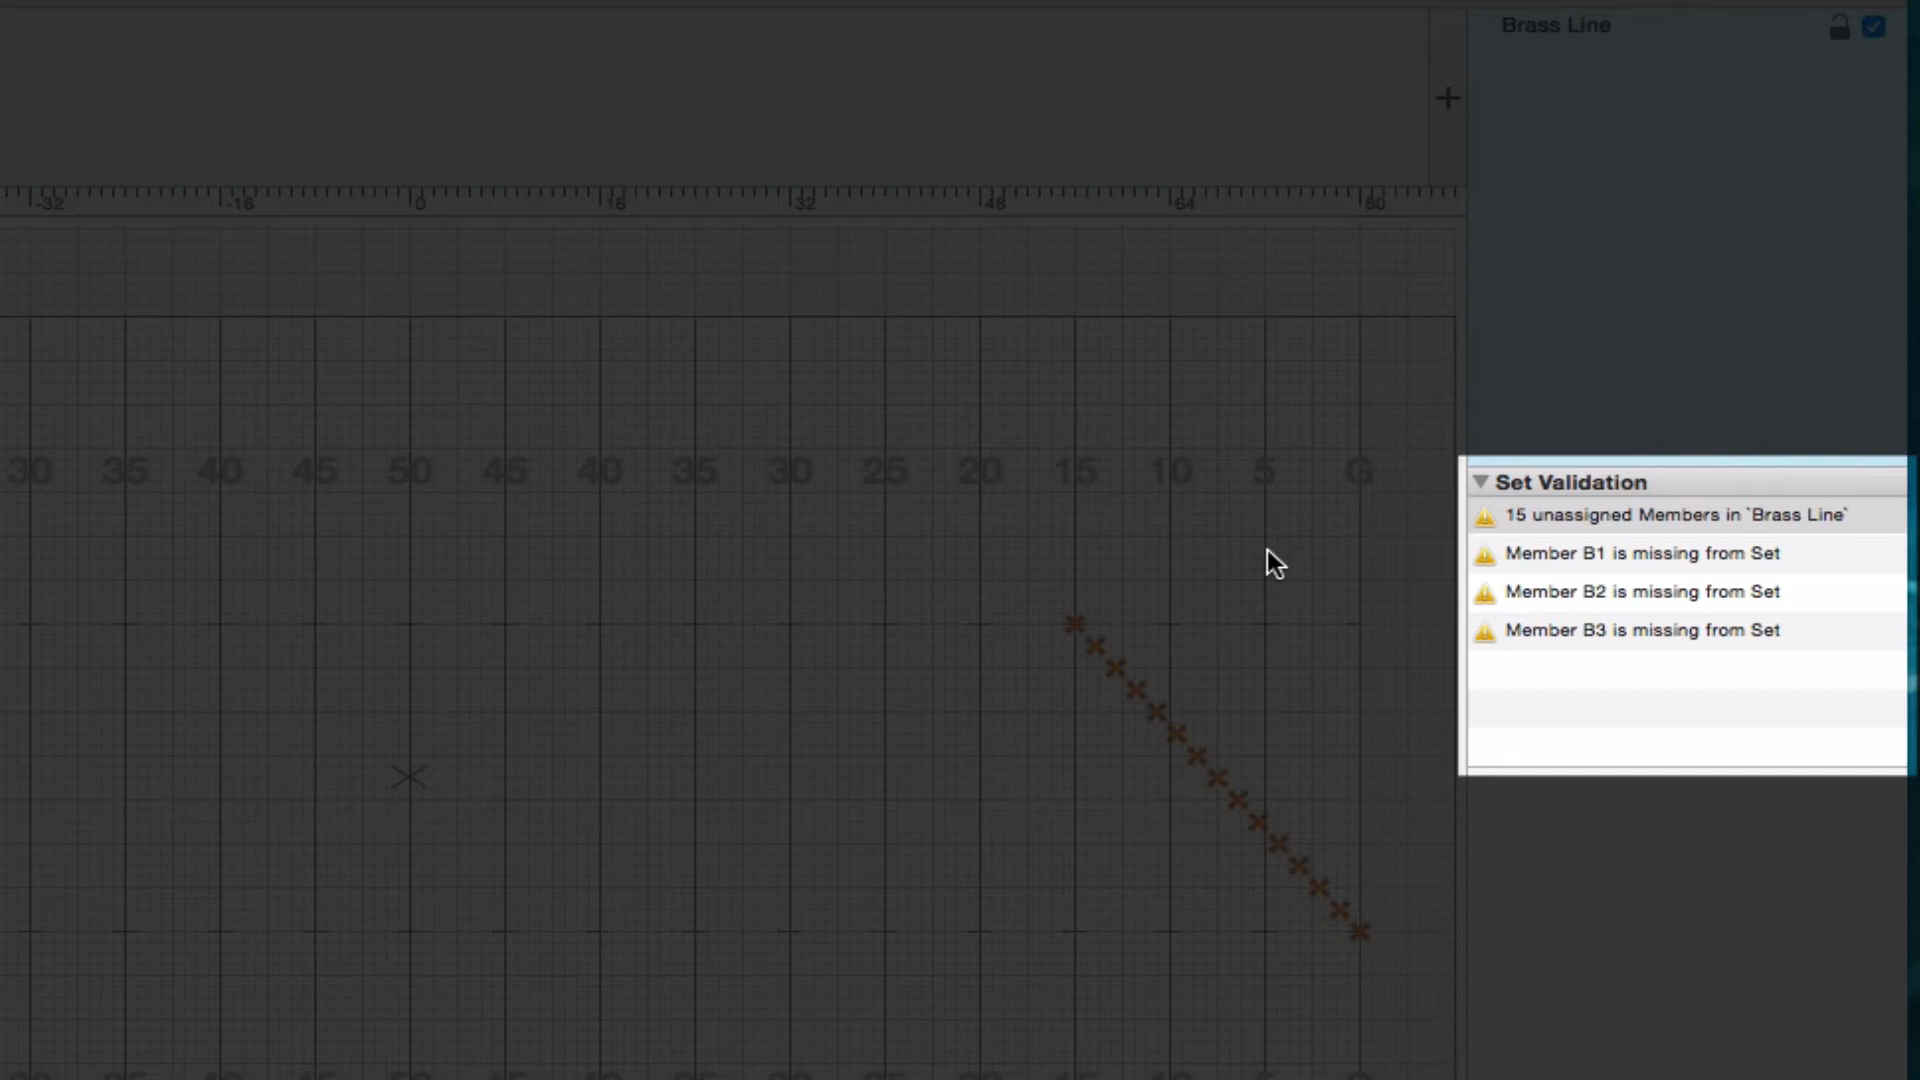 Brass Line
-32 -16 0 16 32 48 64 80
30 35 40 45 50 45 40 35 30 25 20 15 10 5 G
Set Validation
15 unassigned Members in `Brass Line`
Member B1 is missing from Set
Member B2 is missing from Set
Member B3 is missing from Set